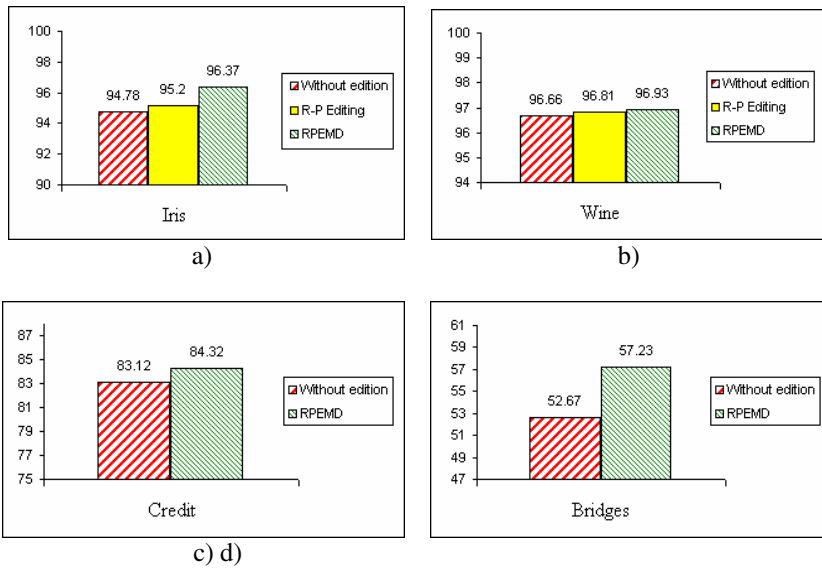 100
98
96
94
92
90
94.78
95.2
96.37
Without edition
R-P Editing
RPEMD
Iris
a)
100
99
98
97
96
95
94
96.66
96.81
96.93
Without edition
R-P Editing
RPEMD
Wine
b)
87
85
83
81
79
77
75
83.12
84.32
Without edition
RPEMD
Credit
61
59
57
55
53
51
49
47
52.67
57.23
Without edition
RPEMD
Bridges
c) d)